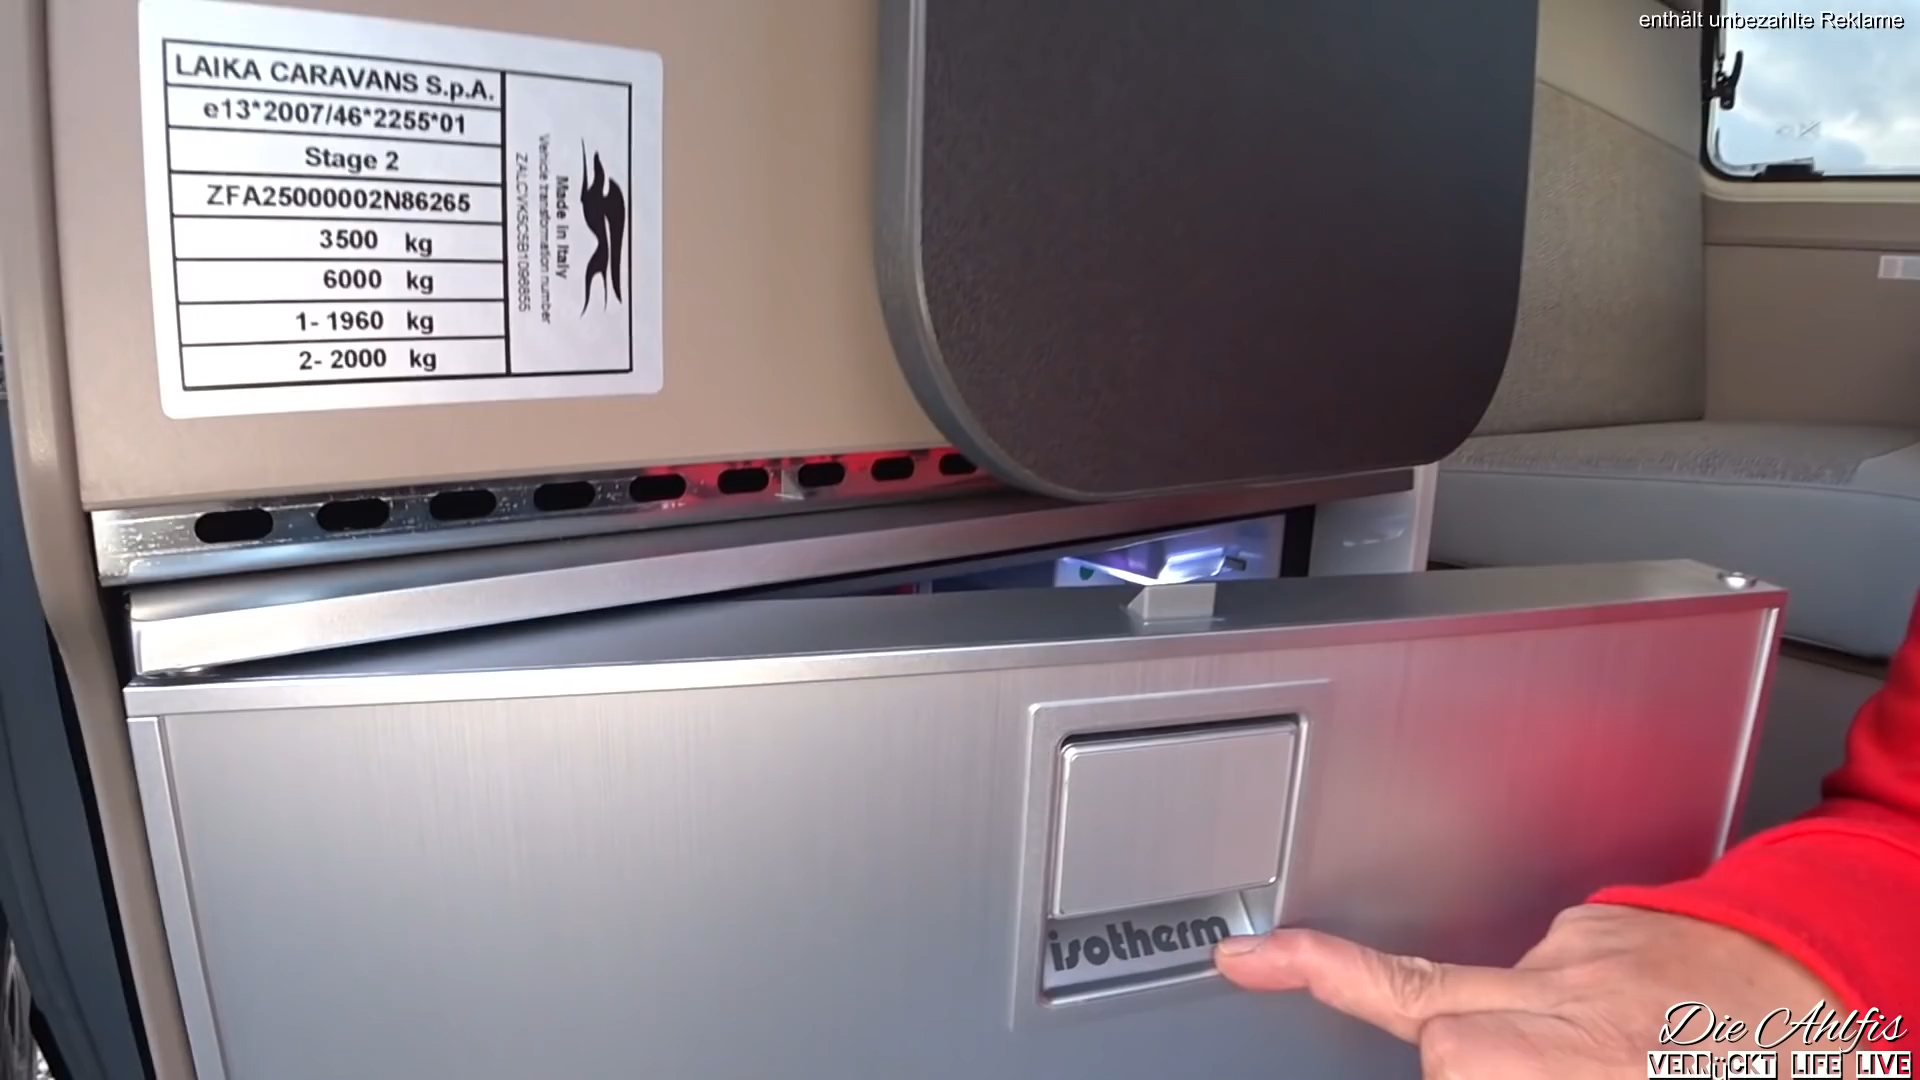 enthält unbezahlte Reklame
LAIKA CARAVANS S.p.A.
e13*2007/46*2255*01
Stage 2
ZFA25000002N86265
3500 kg
6000 kg
1- 1960 kg
2- 2000 kg
Made in Italy
Vehicle transformation number
isotherm
Die Ahlfis
VERRüCKT LIFE LIVE